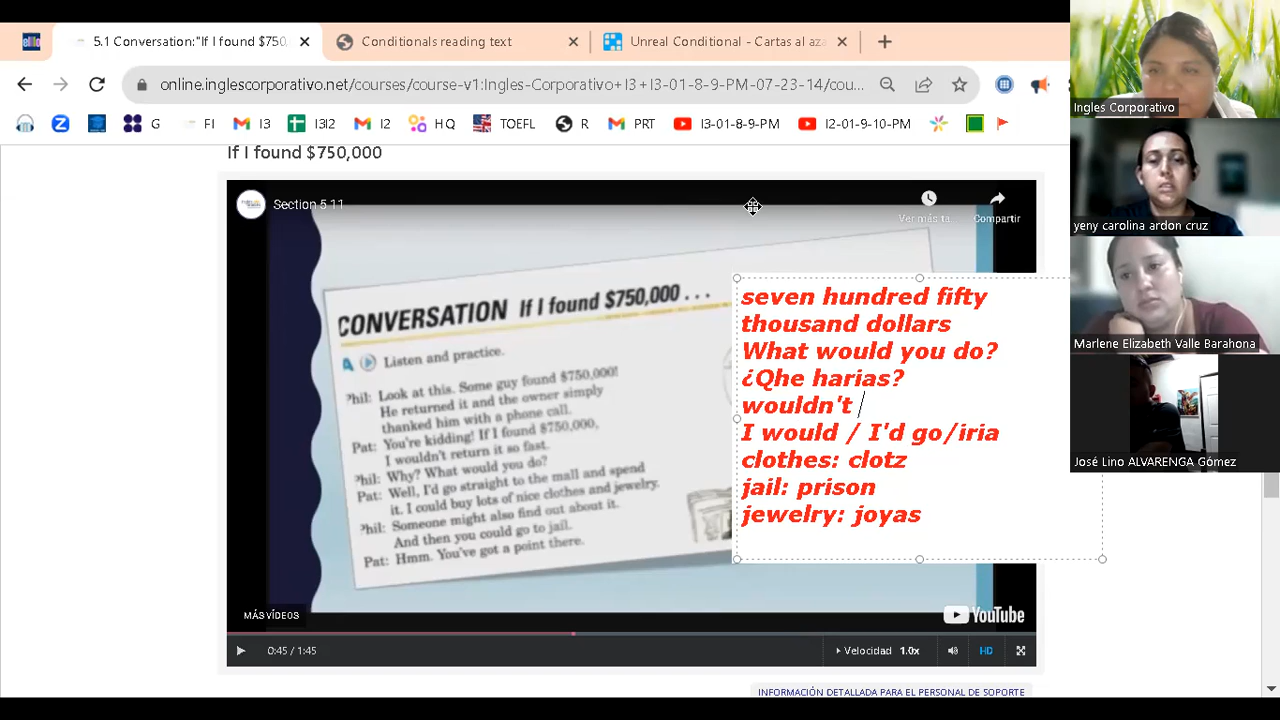 5.1 Conversation:"If I found $750,
Conditionals reading text
Unreal Conditional - Cartas al aza
online.inglescorporativo.net/courses/course-v1:Ingles-Corporativo+I3+I3-01-8-9-PM-07-23-14/cou...
G
FI
I3
I3I2
I2
HQ
TOEFL
R
PRT
I3-01-8-9-PM
I2-01-9-10-PM
If I found $750,000
Section 5 11
Ver más ta
Compartir
CONVERSATION If I found $750,000 . . .
A Listen and practice.
Phil: Look at this. Some guy found $750,000!
He returned it and the owner simply
thanked him with a phone call.
Pat: You're kidding! If I found $750,000,
I wouldn't return it so fast.
Phil: Why? What would you do?
Pat: Well, I'd go straight to the mall and spend
it. I could buy lots of nice clothes and jewelry.
Phil: Someone might also find out about it.
And then you could go to jail.
Pat: Hmm. You've got a point there.
seven hundred fifty
thousand dollars
What would you do?
¿Qhe harias?
wouldn't
I would / I'd go/iria
clothes: clotz
jail: prison
jewelry: joyas
MÁS VÍDEOS
YouTube
0:45 / 1:45
Velocidad 1.0x
HD
INFORMACIÓN DETALLADA PARA EL PERSONAL DE SOPORTE
Ingles Corporativo
yeny carolina ardon cruz
Marlene Elizabeth Valle Barahona
José Lino ALVARENGA Gómez